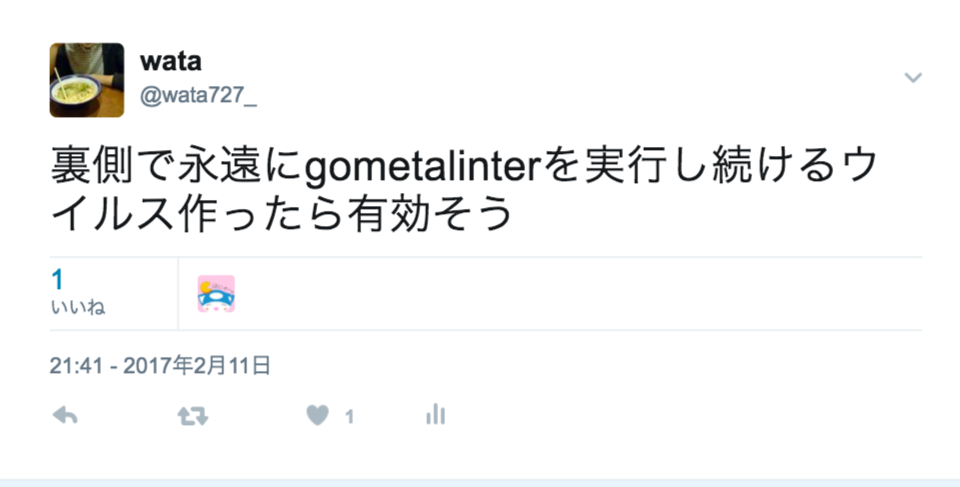 wata
@wata727_
裏側で永遠にgometalinterを実行し続けるウ
イルス作ったら有効そう
1
いいね
21:41 - 2017年2月11日
1